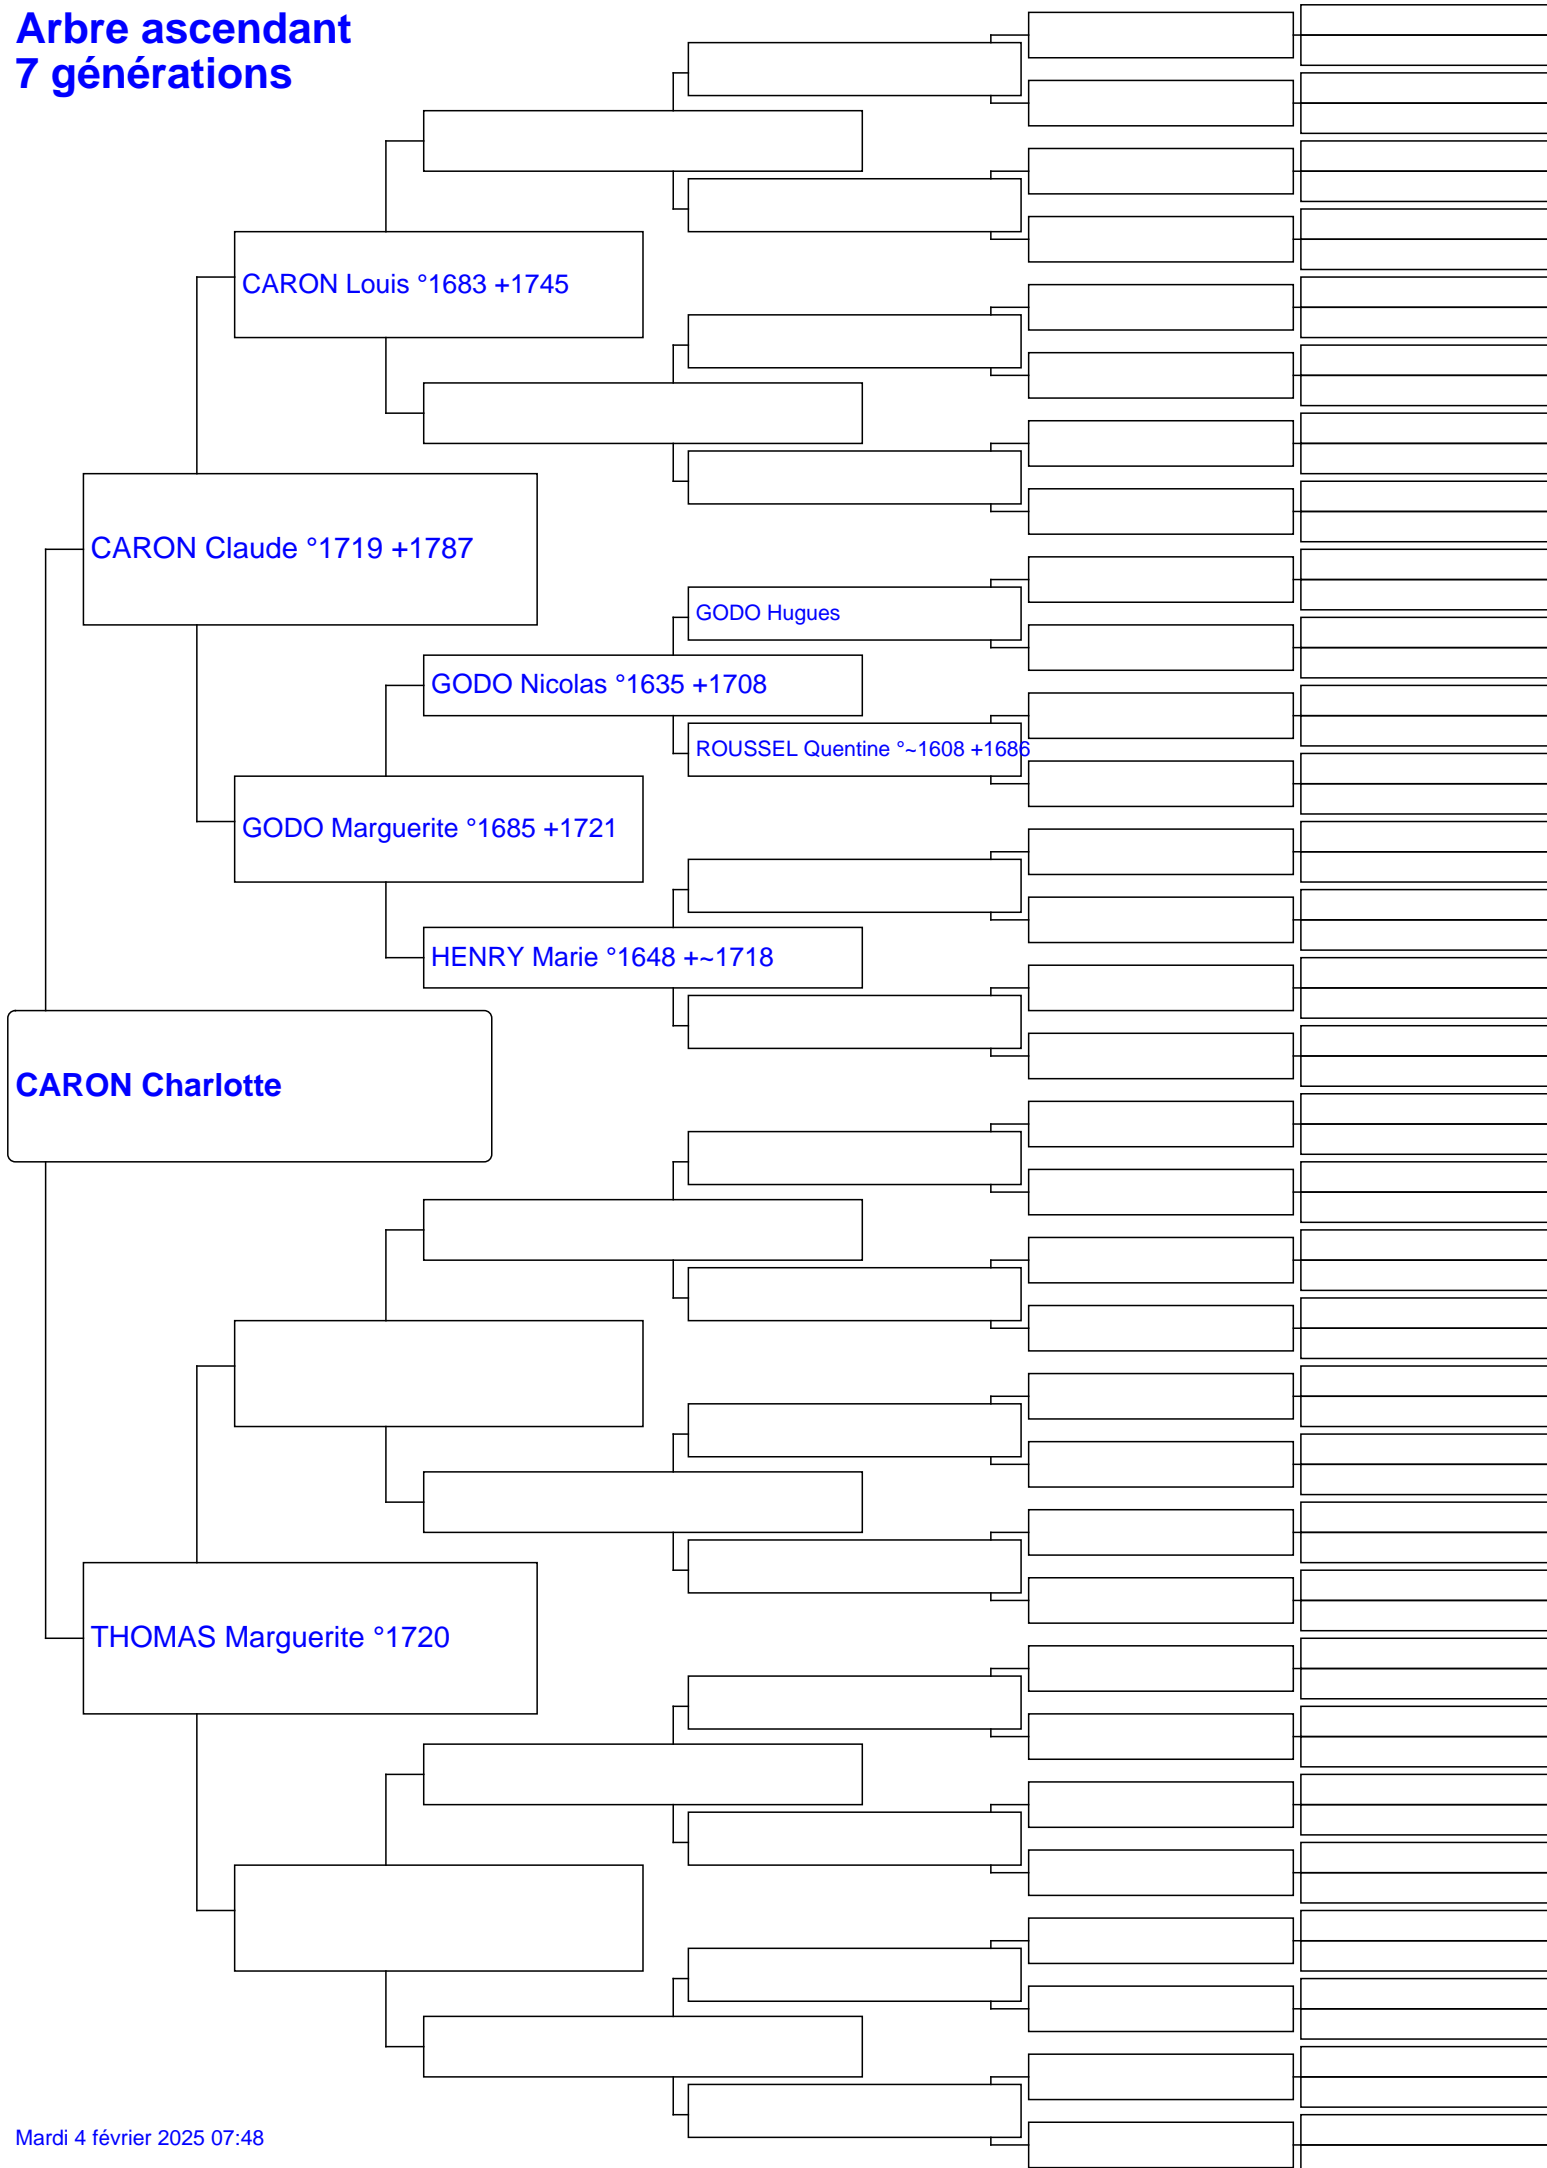 Arbre ascendant
7 générations
CARON Louis °1683 +1745
CARON Claude °1719 +1787
GODO Hugues
GODO Nicolas °1635 +1708
ROUSSEL Quentine °~1608 +1686
GODO Marguerite °1685 +1721
HENRY Marie °1648 +~1718
CARON Charlotte
THOMAS Marguerite °1720
Mardi 4 février 2025 07:48